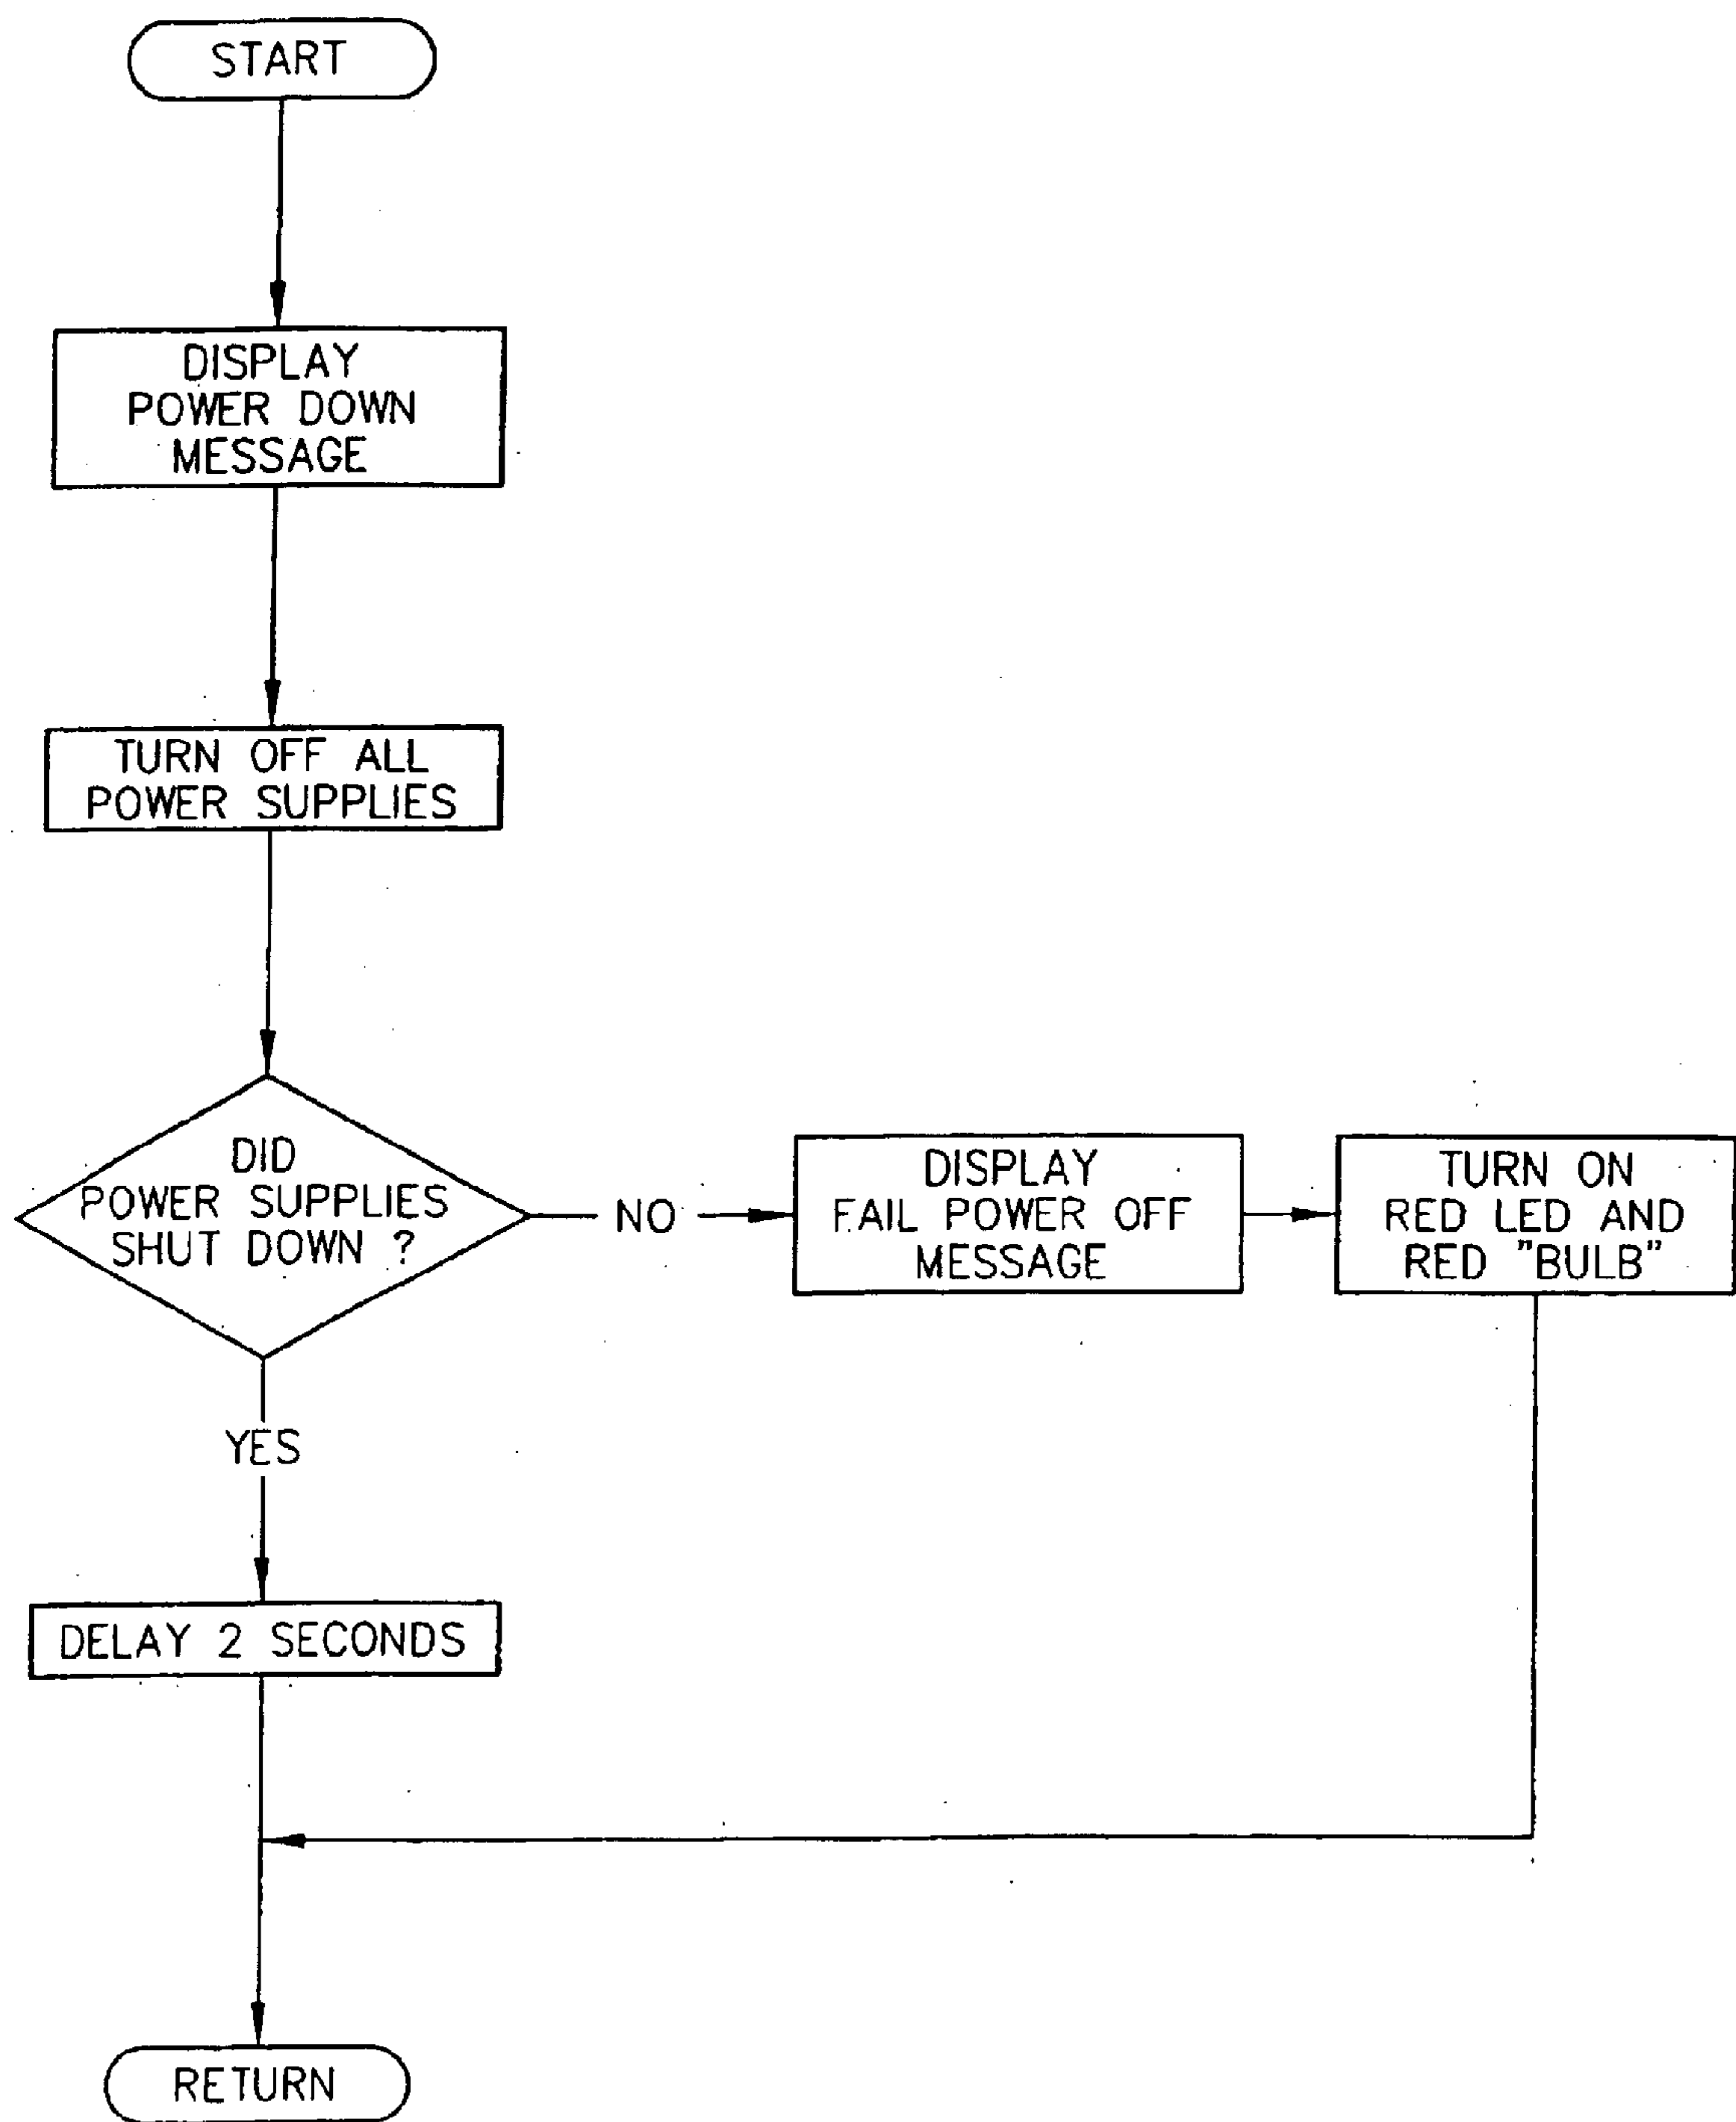 START
DISPLAY
POWER DOWN
MESSAGE
TURN OFF ALL
POWER SUPPLIES
DID
POWER SUPPLIES
SHUT DOWN ?
NO
DISPLAY
FAIL POWER OFF
MESSAGE
TURN ON
RED LED AND
RED "BULB"
YES
DELAY 2 SECONDS
RETURN